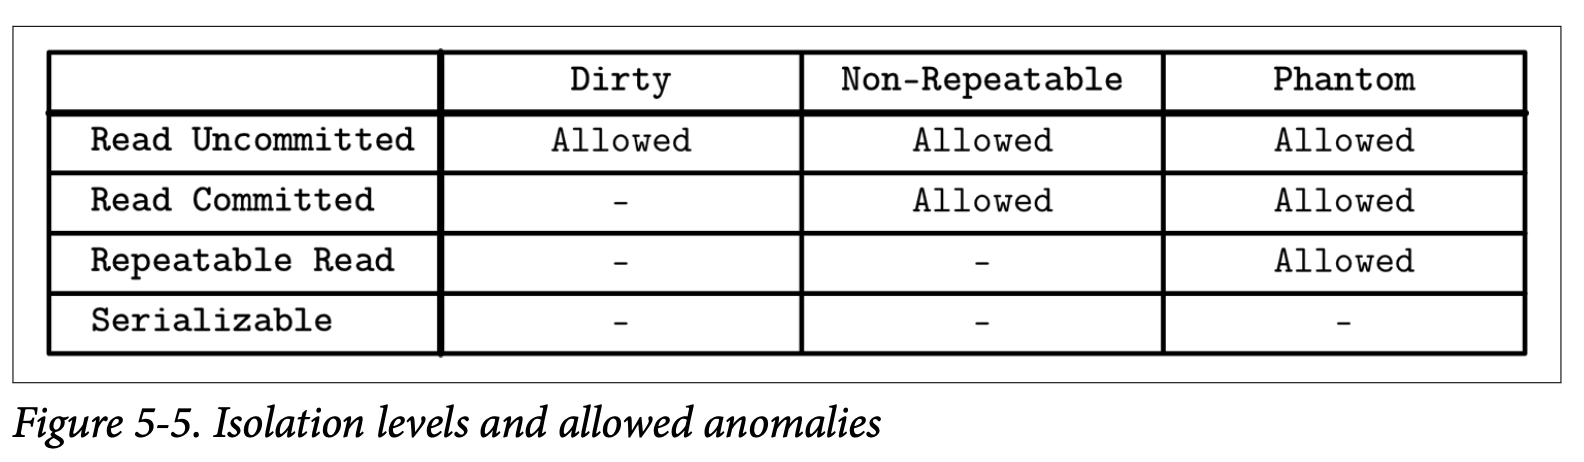 Dirty Non-Repeatable Phantom
Read Uncommitted Allowed Allowed Allowed
Read Committed - Allowed Allowed
Repeatable Read - - Allowed
Serializable - - -
Figure 5-5. Isolation levels and allowed anomalies